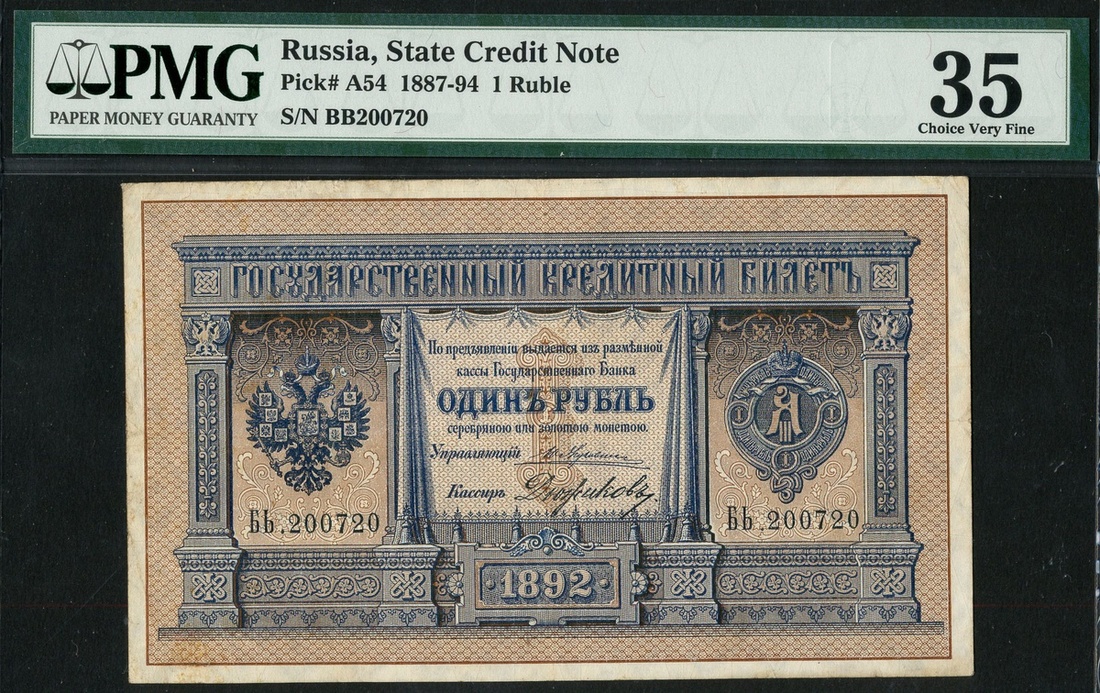 PMG
PAPER MONEY GUARANTY
Russia, State Credit Note
Pick# A54 1887-94 1 Ruble
S/N BB200720
35
Choice Very Fine
ГОСУДАРСТВЕННЫЙ КРЕДИТНЫЙ БИЛЕТЪ
По предъявленіи выдается изъ размѣнной
кассы Государственнаго Банка
ОДИНЪ РУБЛЬ
серебряною или золотою монетою.
Управляющій
Кассиръ
Бь.200720
Бь.200720
1892